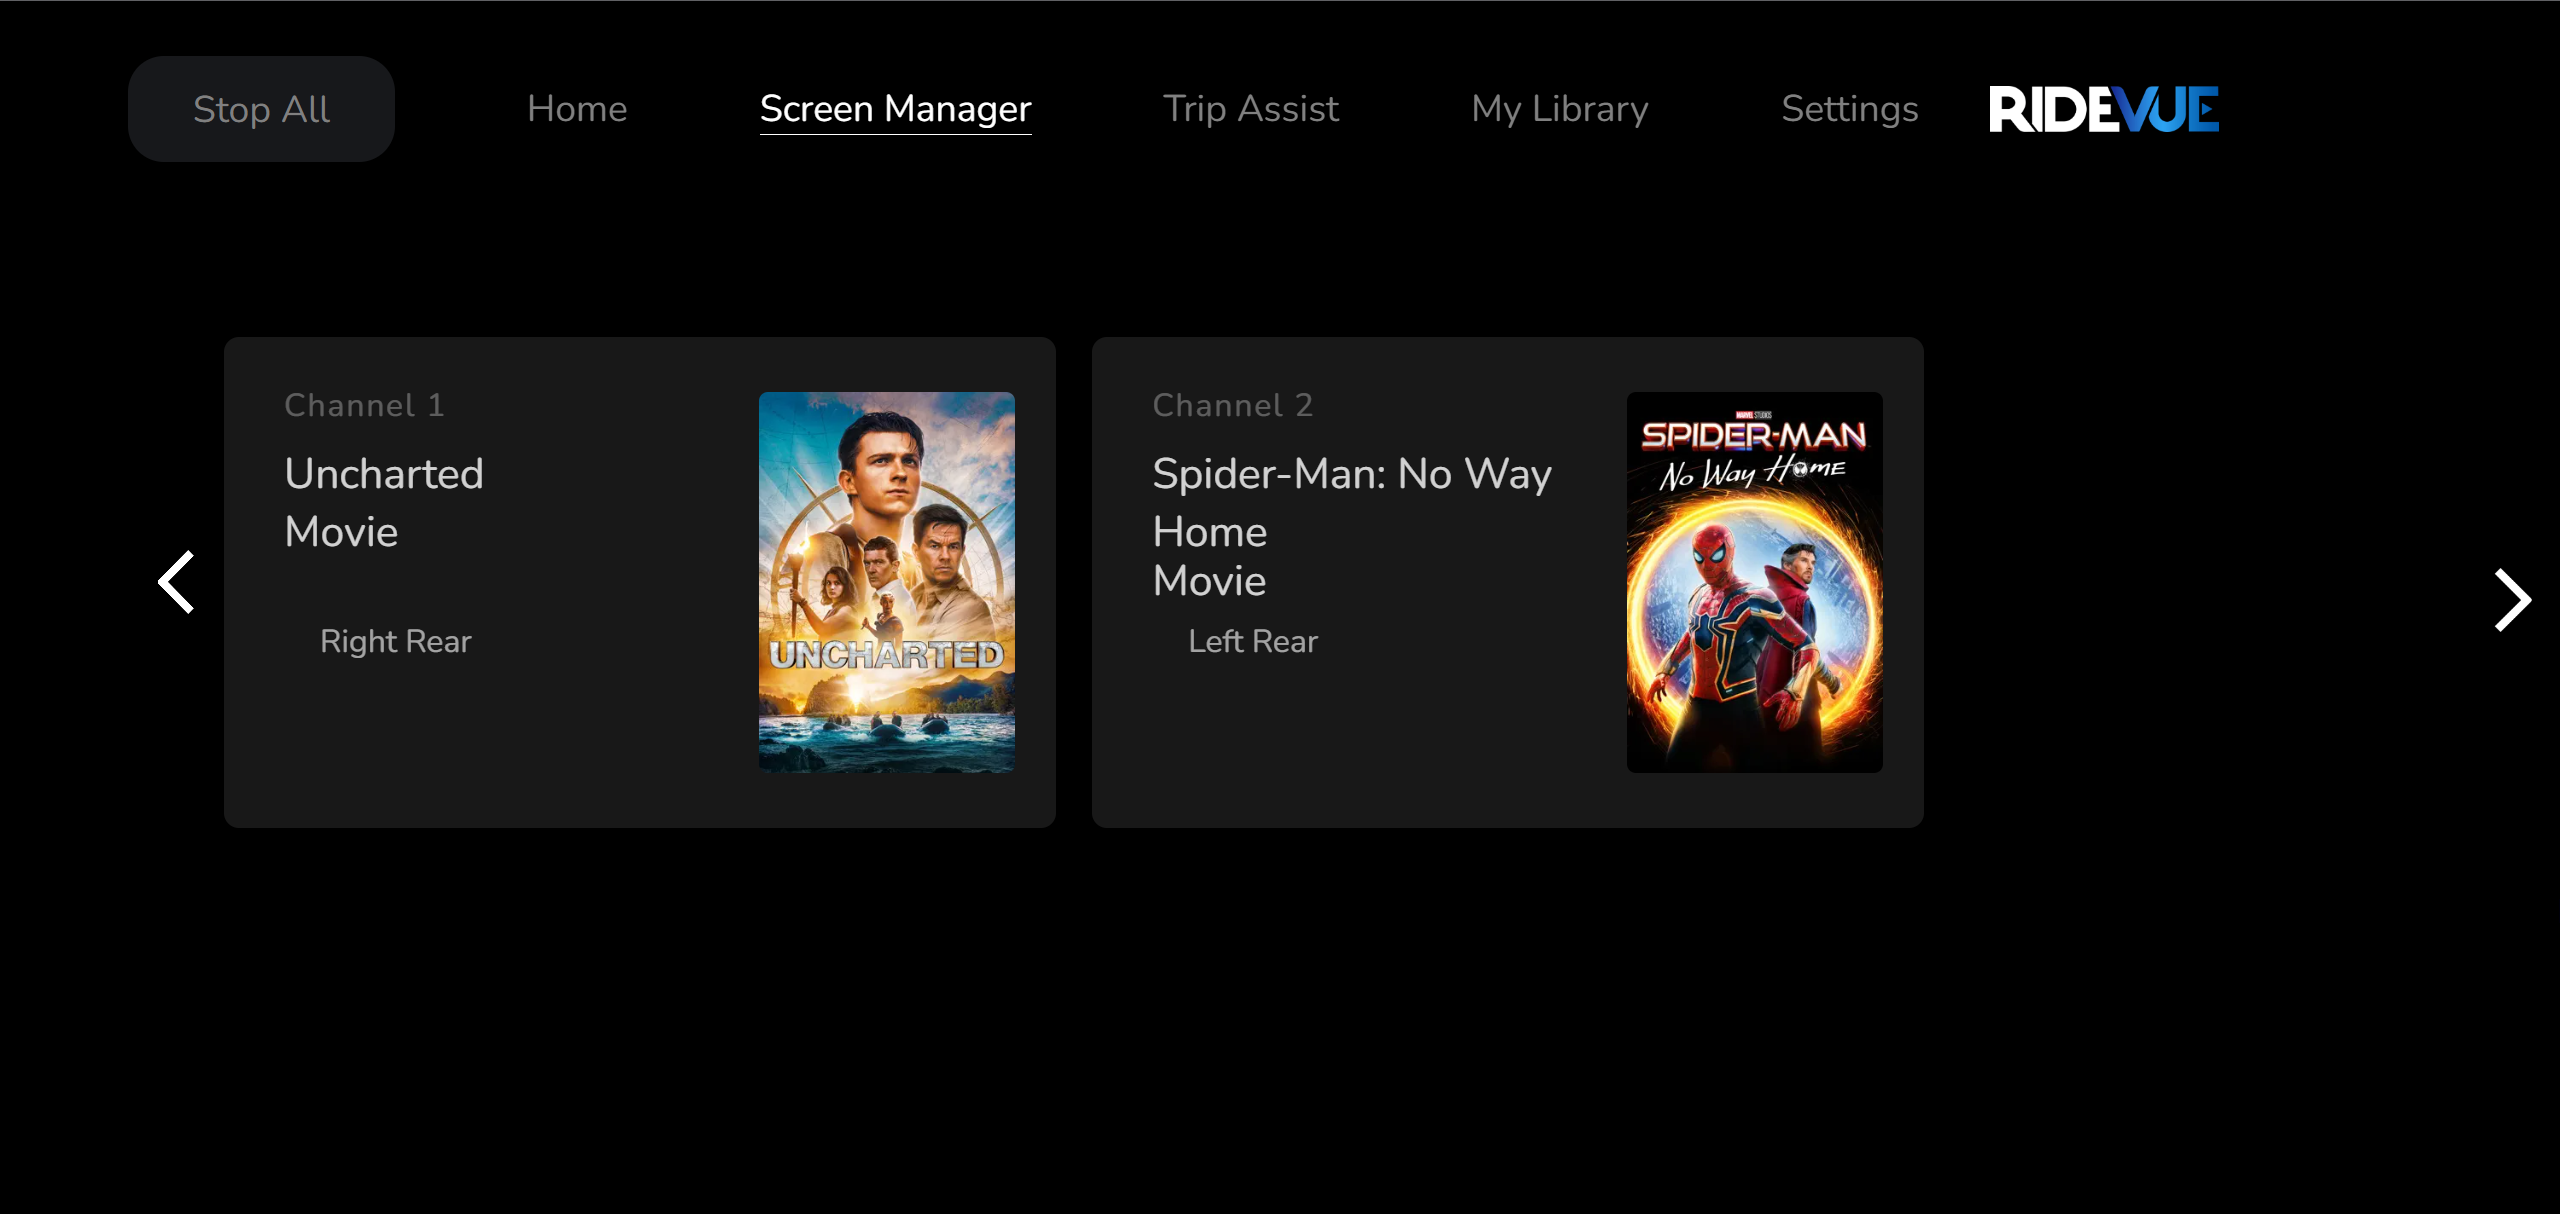 Stop All
Home
Screen Manager
Trip Assist
My Library
Settings
RIDEVUE
Channel 1
Uncharted
Movie
Right Rear
UNCHARTED
Channel 2
Spider-Man: No Way
Home
Movie
Left Rear
MARVEL STUDIOS
SPIDER-MAN
No Way Home